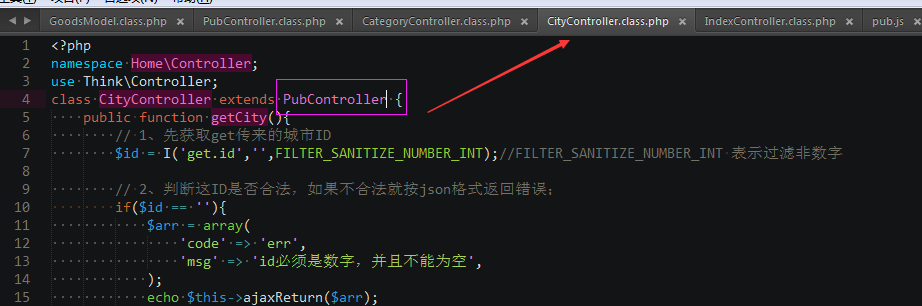 GoodsModel.class.php × PubController.class.php × CategoryController.class.php × CityController.class.php × IndexController.class.php × pub.js ×
1 <?php
2 namespace Home\Controller;
3 use Think\Controller;
4 class CityController extends PubController {
5 public function getCity(){
6 // 1、先获取get传来的城市ID
7 $id = I('get.id','',FILTER_SANITIZE_NUMBER_INT);//FILTER_SANITIZE_NUMBER_INT 表示过滤非数字
8
9 // 2、判断这ID是否合法，如果不合法就按json格式返回错误;
10 if($id == ''){
11 $arr = array(
12 'code' => 'err',
13 'msg' => 'id必须是数字，并且不能为空',
14 );
15 echo $this->ajaxReturn($arr);